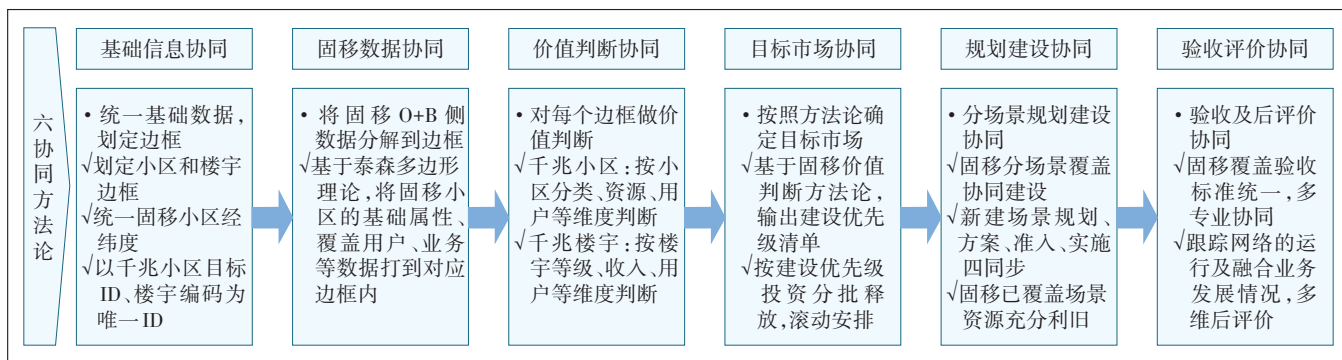 六协同方法论
基础信息协同
•统一基础数据,
划定边框
√划定小区和楼宇
边框
√统一固移小区经
纬度
√以千兆小区目标
ID、楼宇编码为
唯一ID
固移数据协同
•将固移 O+B 侧
数据分解到边框
√基于泰森多边形
理论,将固移小
区的基础属性、
覆盖用户、业务
等数据打到对应
边框内
价值判断协同
•对每个边框做价
值判断
√千兆小区:按小
区分类、资源、用
户等维度判断
√千兆楼宇:按楼
宇等级、收入、用
户等维度判断
目标市场协同
•按照方法论确
定目标市场
√基于固移价值
判断方法论,
输出建设优先
级清单
√按建设优先级
投资分批释
放,滚动安排
规划建设协同
•分场景规划建设
协同
√固移分场景覆盖
协同建设
√新建场景规划、
方案、准入、实施
四同步
√固移已覆盖场景
资源充分利旧
验收评价协同
•验收及后评价
协同
√固移覆盖验收
标准统一,多
专业协同
√跟踪网络的运
行及融合业务
发展情况,多
维后评价